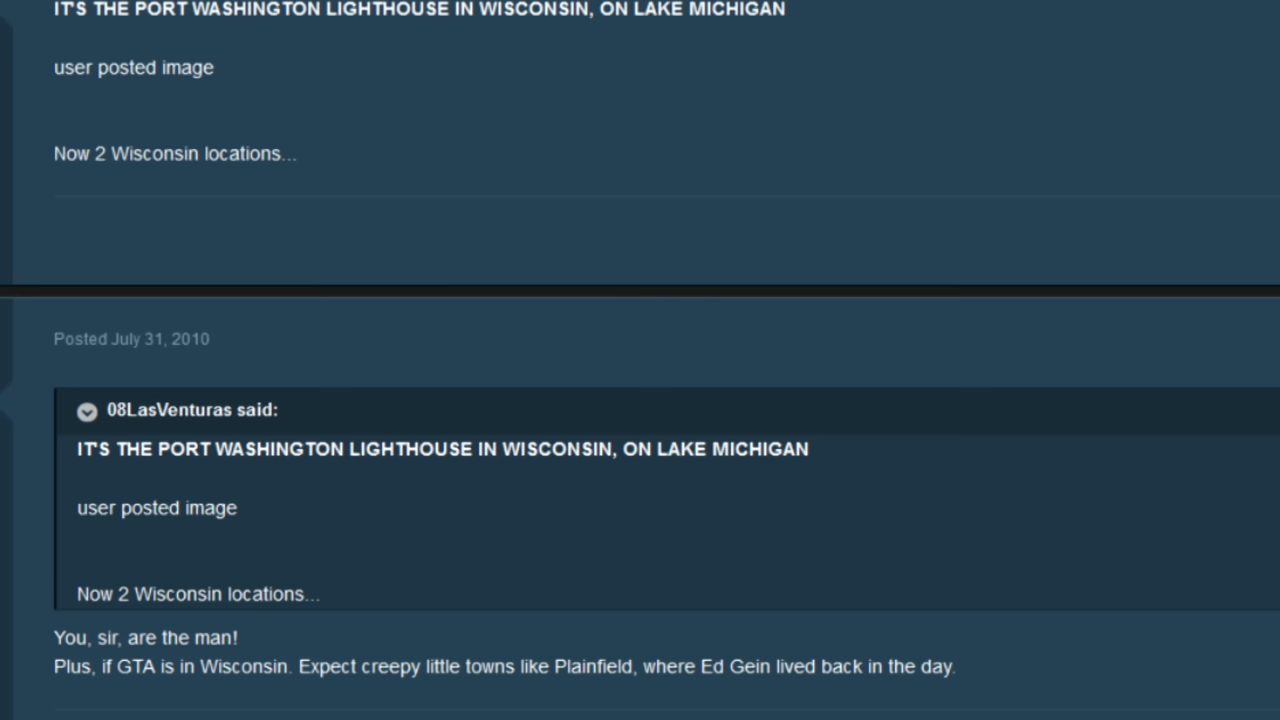 IT'S THE PORT WASHINGTON LIGHTHOUSE IN WISCONSIN, ON LAKE MICHIGAN
user posted image
Now 2 Wisconsin locations...
Posted July 31, 2010
08LasVenturas said:
IT'S THE PORT WASHINGTON LIGHTHOUSE IN WISCONSIN, ON LAKE MICHIGAN
user posted image
Now 2 Wisconsin locations...
You, sir, are the man!
Plus, if GTA is in Wisconsin. Expect creepy little towns like Plainfield, where Ed Gein lived back in the day.